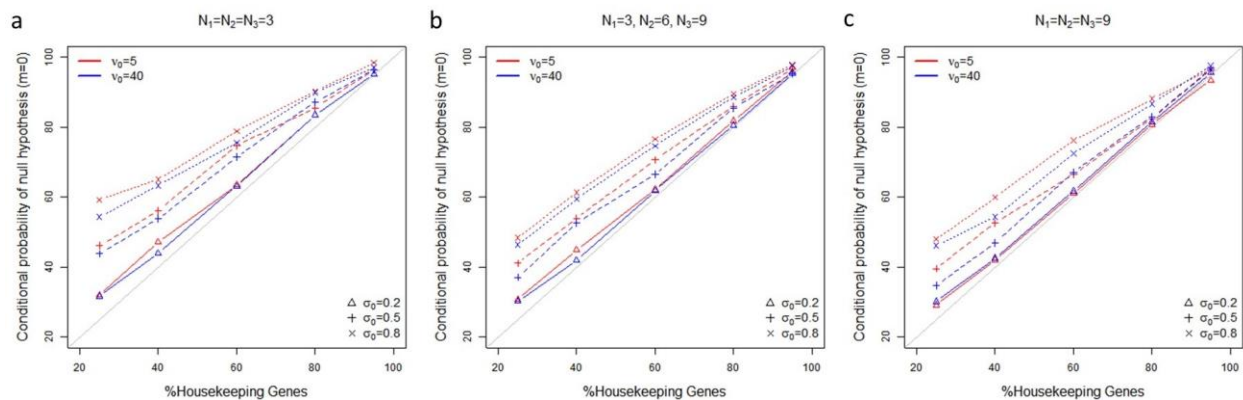 a
N₁=N₂=N₃=3
Conditional probability of null hypothesis (m=0)
100
80
60
40
20
ν₀=5
ν₀=40
σ₀=0.2
σ₀=0.5
σ₀=0.8
20 40 60 80 100
%Housekeeping Genes
b
N₁=3, N₂=6, N₃=9
Conditional probability of null hypothesis (m=0)
100
80
60
40
20
ν₀=5
ν₀=40
σ₀=0.2
σ₀=0.5
σ₀=0.8
20 40 60 80 100
%Housekeeping Genes
c
N₁=N₂=N₃=9
Conditional probability of null hypothesis (m=0)
100
80
60
40
20
ν₀=5
ν₀=40
σ₀=0.2
σ₀=0.5
σ₀=0.8
20 40 60 80 100
%Housekeeping Genes